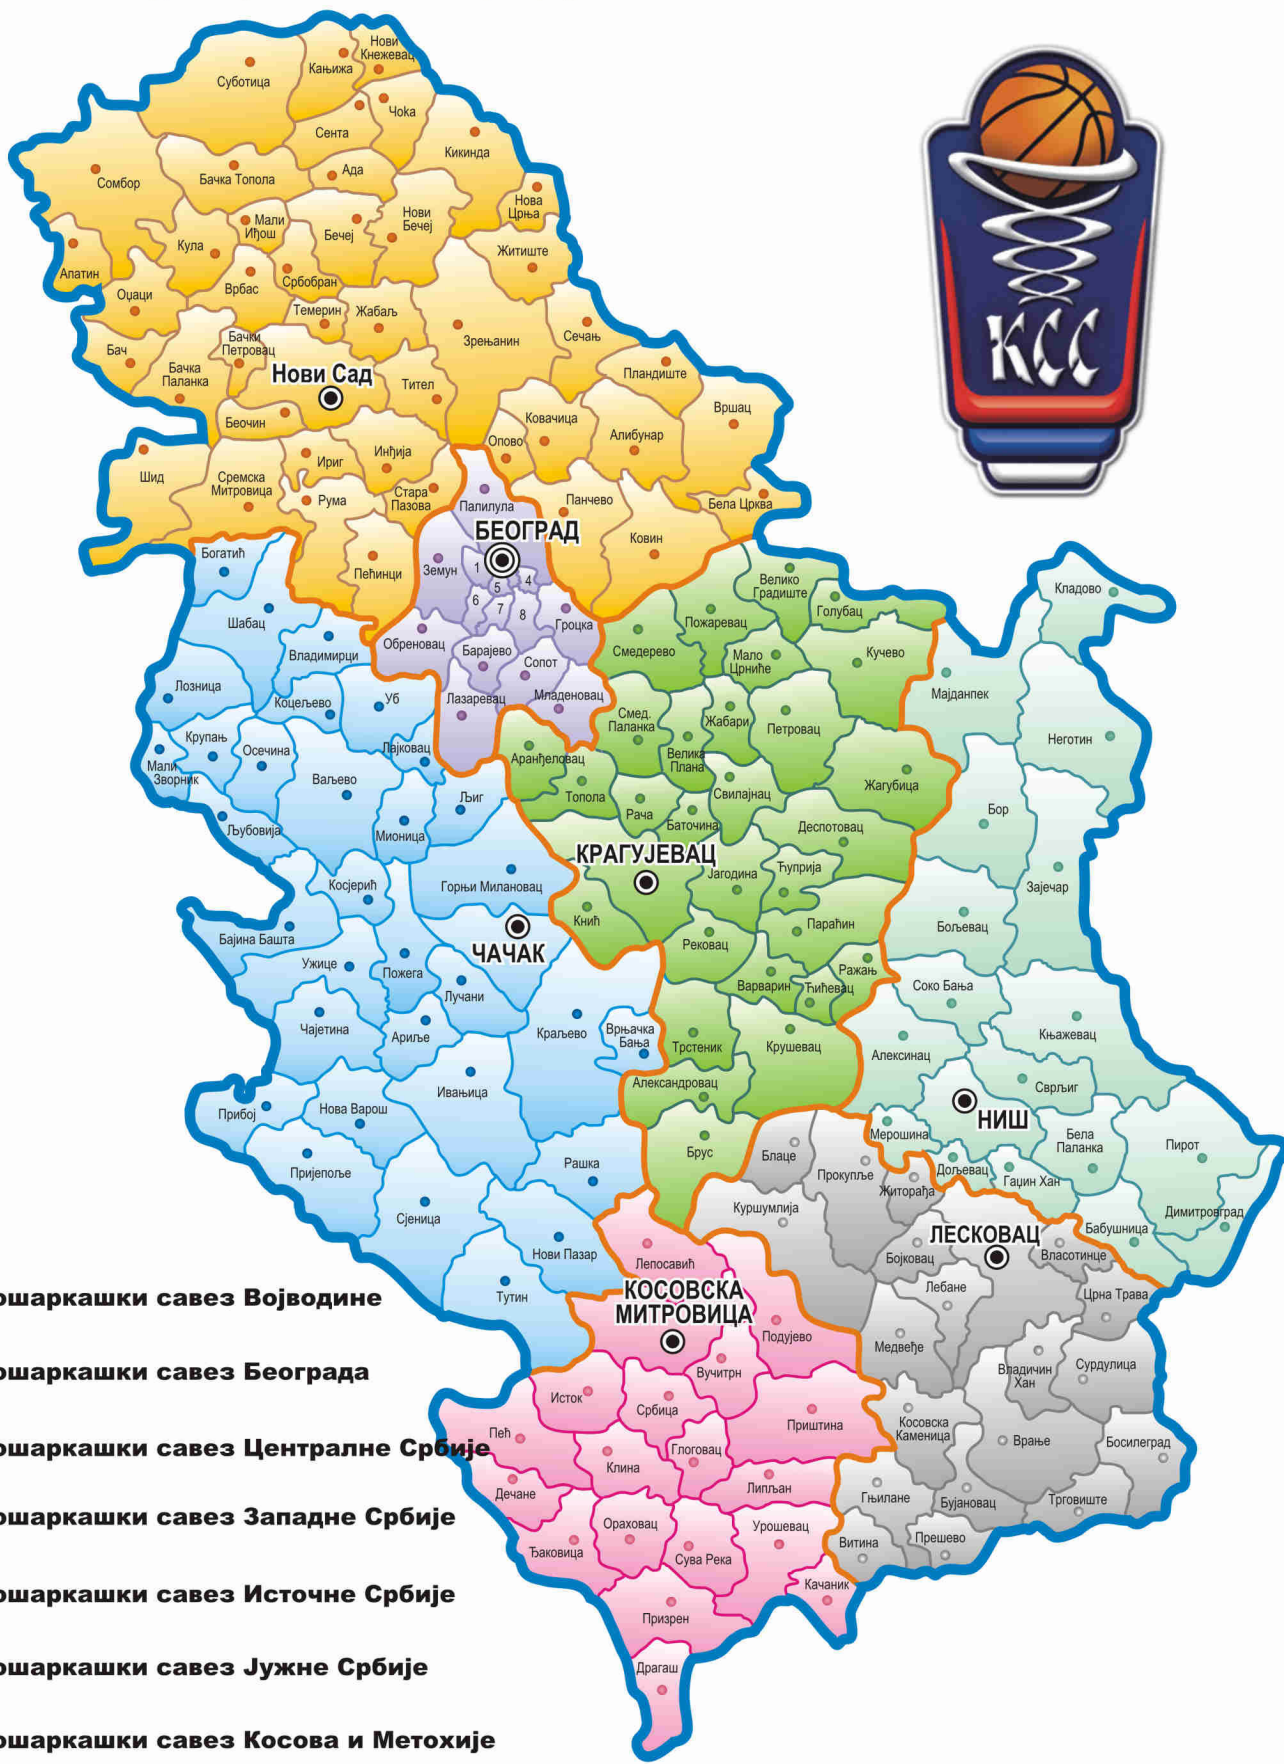 Нови
Кнежевац
Кањижа
Суботица
Чока
Сента
Кикинда
Ада
Бачка Топола
Сомбор
Нова
Црња
Нови
Бечеј
Мали
Иђош
Бечеј
Кула
Житиште
Апатин
Србобран
Врбас
Оџаци
Темерин
Жабаљ
Зрењанин
Сечањ
Бачки
Петровац
Бач
Бачка
Паланка
Нови Сад
Тител
Пландиште
Вршац
Беочин
Ковачица
Опово
Алибунар
Инђија
Ириг
Шид
Сремска
Митровица
Рума
Стара
Пазова
Панчево
Бела Црква
Палилула
БЕОГРАД
Ковин
Богатић
Пећинци
Земун
1
5
4
6
7
8
Гроцка
Шабац
Владимирци
Обреновац
Барајево
Сопот
Лазаревац
Младеновац
Велико
Градиште
Голубац
Пожаревац
Смедерево
Мало
Црниће
Кучево
Кладово
Мајданпек
Неготин
Лозница
Коцељево
Уб
Крупањ
Осечина
Лајковац
Мали
Зворник
Ваљево
Љиг
Љубовија
Мионица
Смед.
Паланка
Жабари
Петровац
Велика
Плана
Аранђеловац
Топола
Рача
Баточина
Свилајнац
Жагубица
Деспотовац
Бор
КРАГУЈЕВАЦ
Јагодина
Ћуприја
Зајечар
Косјерић
Горњи Милановац
Кнић
Параћин
Бољевац
Бајина Башта
ЧАЧАК
Рековац
Ужице
Пожега
Лучани
Варварин
Ћићевац
Ражањ
Соко Бања
Чајетина
Ариље
Краљево
Врњачка
Бања
Трстеник
Крушевац
Алексинац
Књажевац
Ивањица
Александровац
Сврљиг
НИШ
Прибој
Нова Варош
Мерошина
Бела
Паланка
Пирот
Брус
Блаце
Прокупље
Дољевац
Гаџин Хан
Пријепоље
Рашка
Житорађа
Куршумлија
Димитровград
Бабушница
Сјеница
Нови Пазар
ЛЕСКОВАЦ
Бојковац
Власотинце
Лепосавић
Лебане
Црна Трава
Тутин
КОСОВСКА
МИТРОВИЦА
Подујево
Медвеђе
Вучитрн
Владичин
Хан
Сурдулица
Исток
Србица
Приштина
Косовска
Каменица
Врање
Босилеград
Пећ
Глоговац
Клина
Липљан
Дечане
Гњилане
Бујановац
Трговиште
Ораховац
Урошевац
Витина
Прешево
Ђаковица
Сува Река
Качаник
Призрен
Драгаш
КСС
ошаркашки савез Војводине
ошаркашки савез Београда
ошаркашки савез Централне Србије
ошаркашки савез Западне Србије
ошаркашки савез Источне Србије
ошаркашки савез Јужне Србије
ошаркашки савез Косова и Метохије